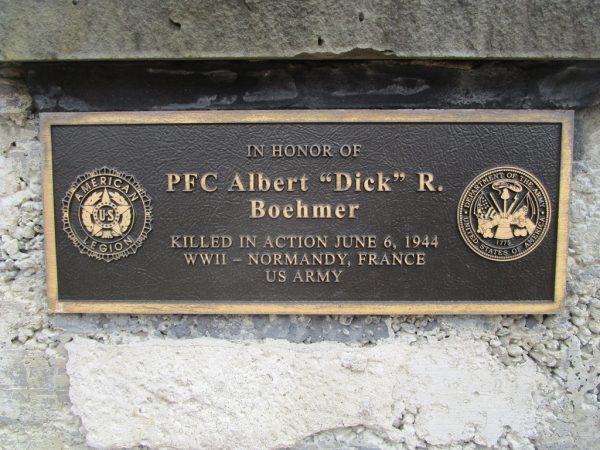 IN HONOR OF
PFC Albert “Dick” R.
Boehmer
KILLED IN ACTION JUNE 6, 1944
WWII – NORMANDY, FRANCE
US ARMY
AMERICAN
U·S
LEGION
DEPARTMENT OF THE ARMY
1775
UNITED STATES OF AMERICA